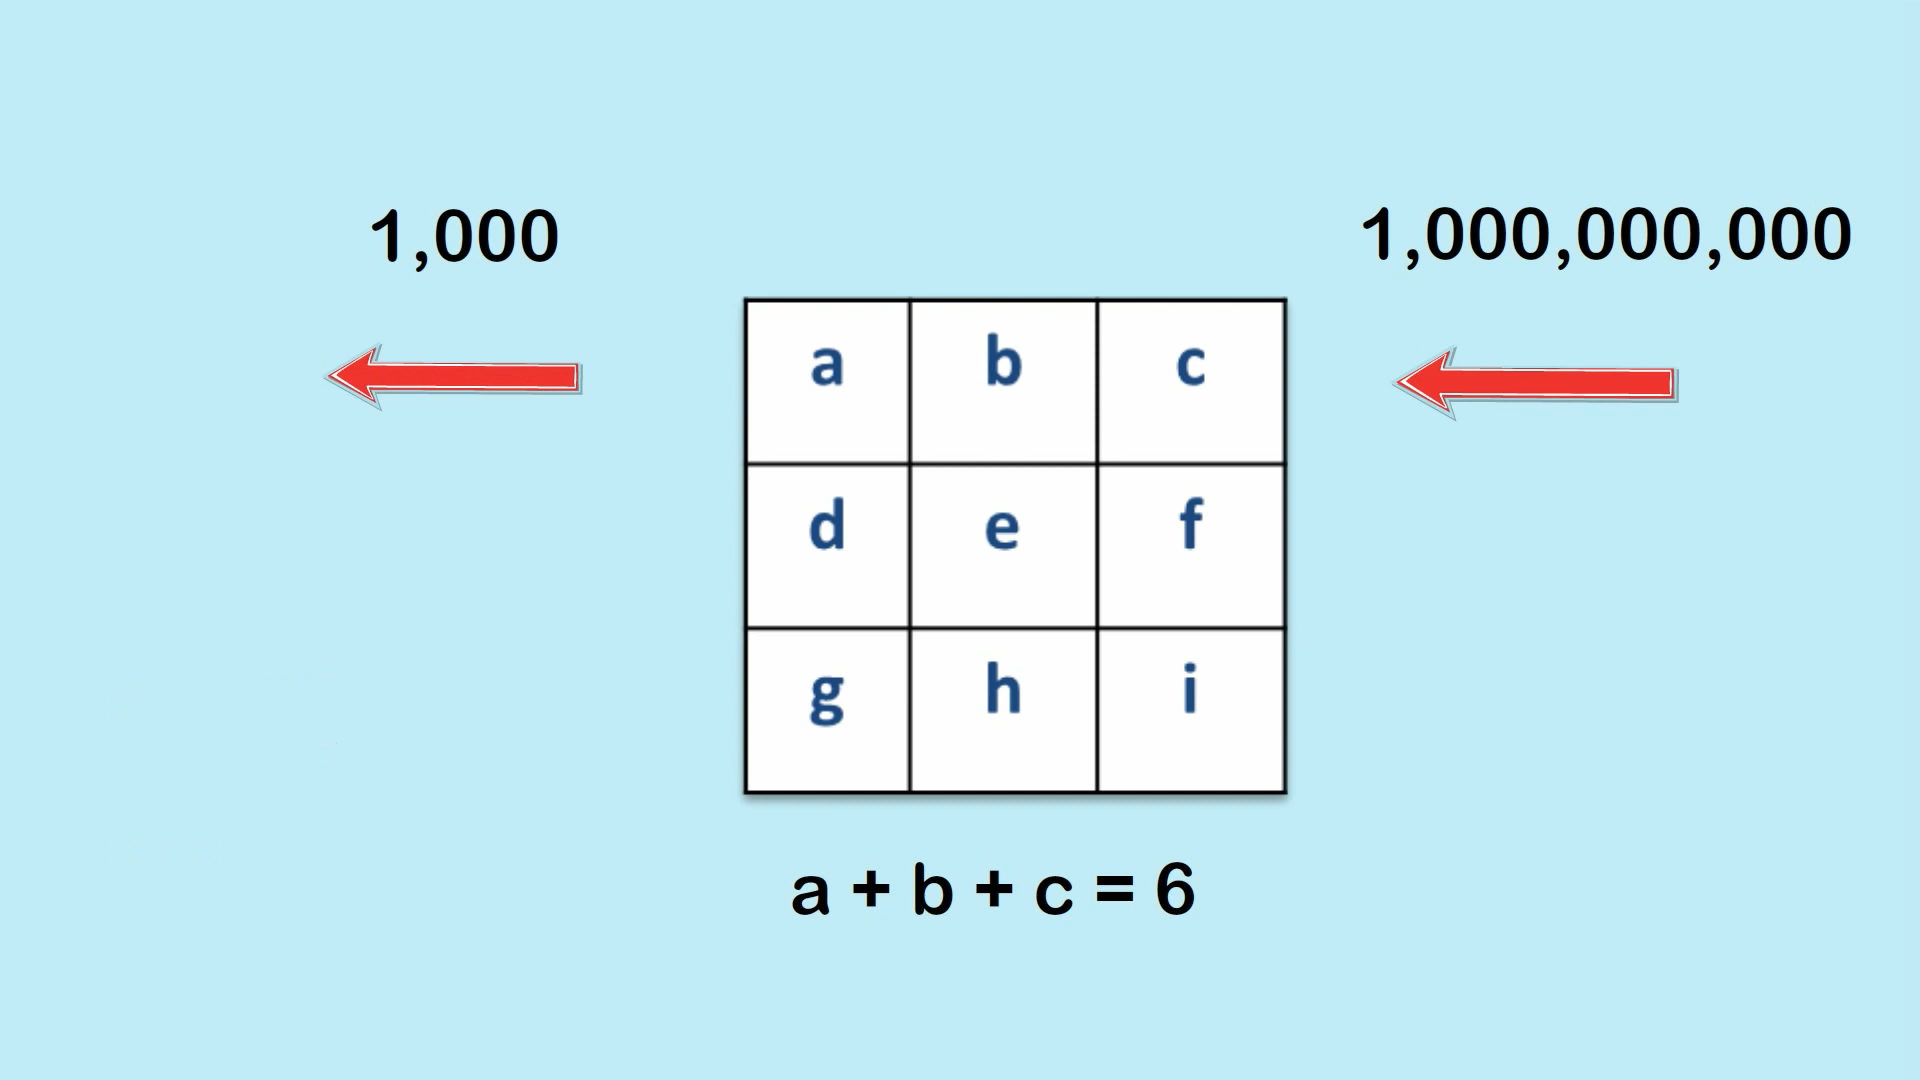 1,000
1,000,000,000
a b c
d e f
g h i
a + b + c = 6